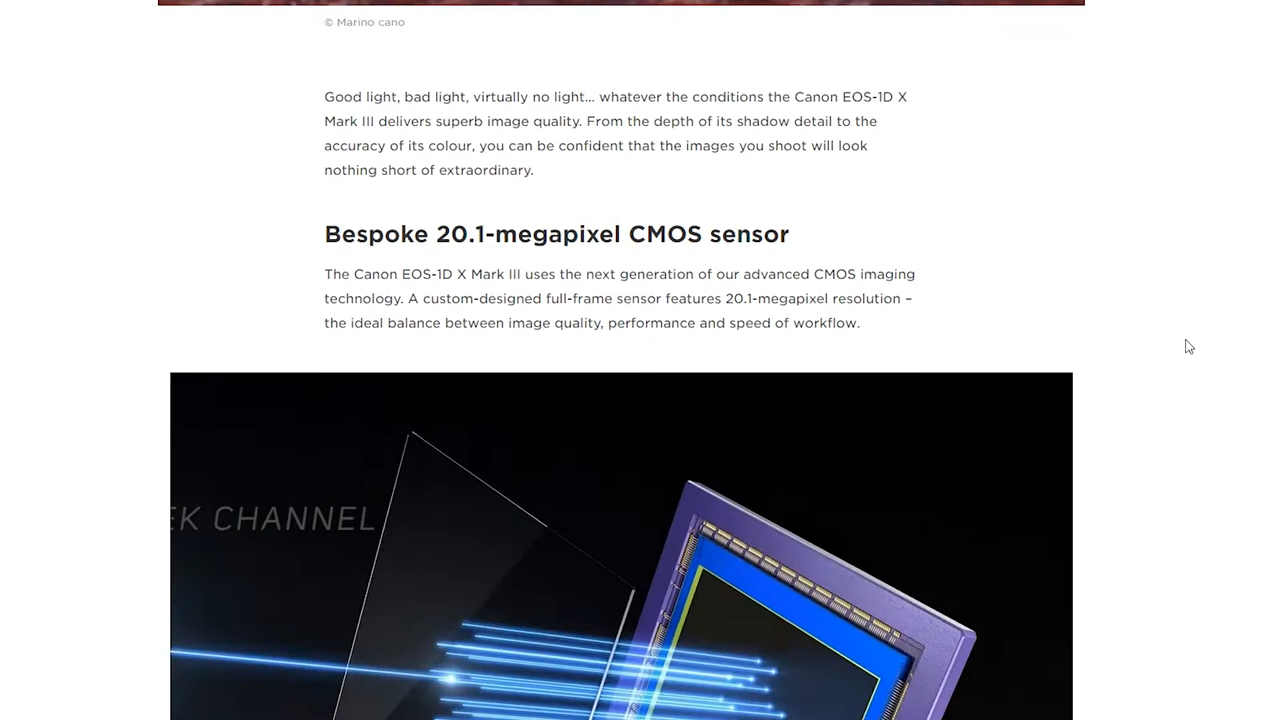 © Marino cano
Good light, bad light, virtually no light... whatever the conditions the Canon EOS-1D X
Mark III delivers superb image quality. From the depth of its shadow detail to the
accuracy of its colour, you can be confident that the images you shoot will look
nothing short of extraordinary.
Bespoke 20.1-megapixel CMOS sensor
The Canon EOS-1D X Mark III uses the next generation of our advanced CMOS imaging
technology. A custom-designed full-frame sensor features 20.1-megapixel resolution –
the ideal balance between image quality, performance and speed of workflow.
EK CHANNEL